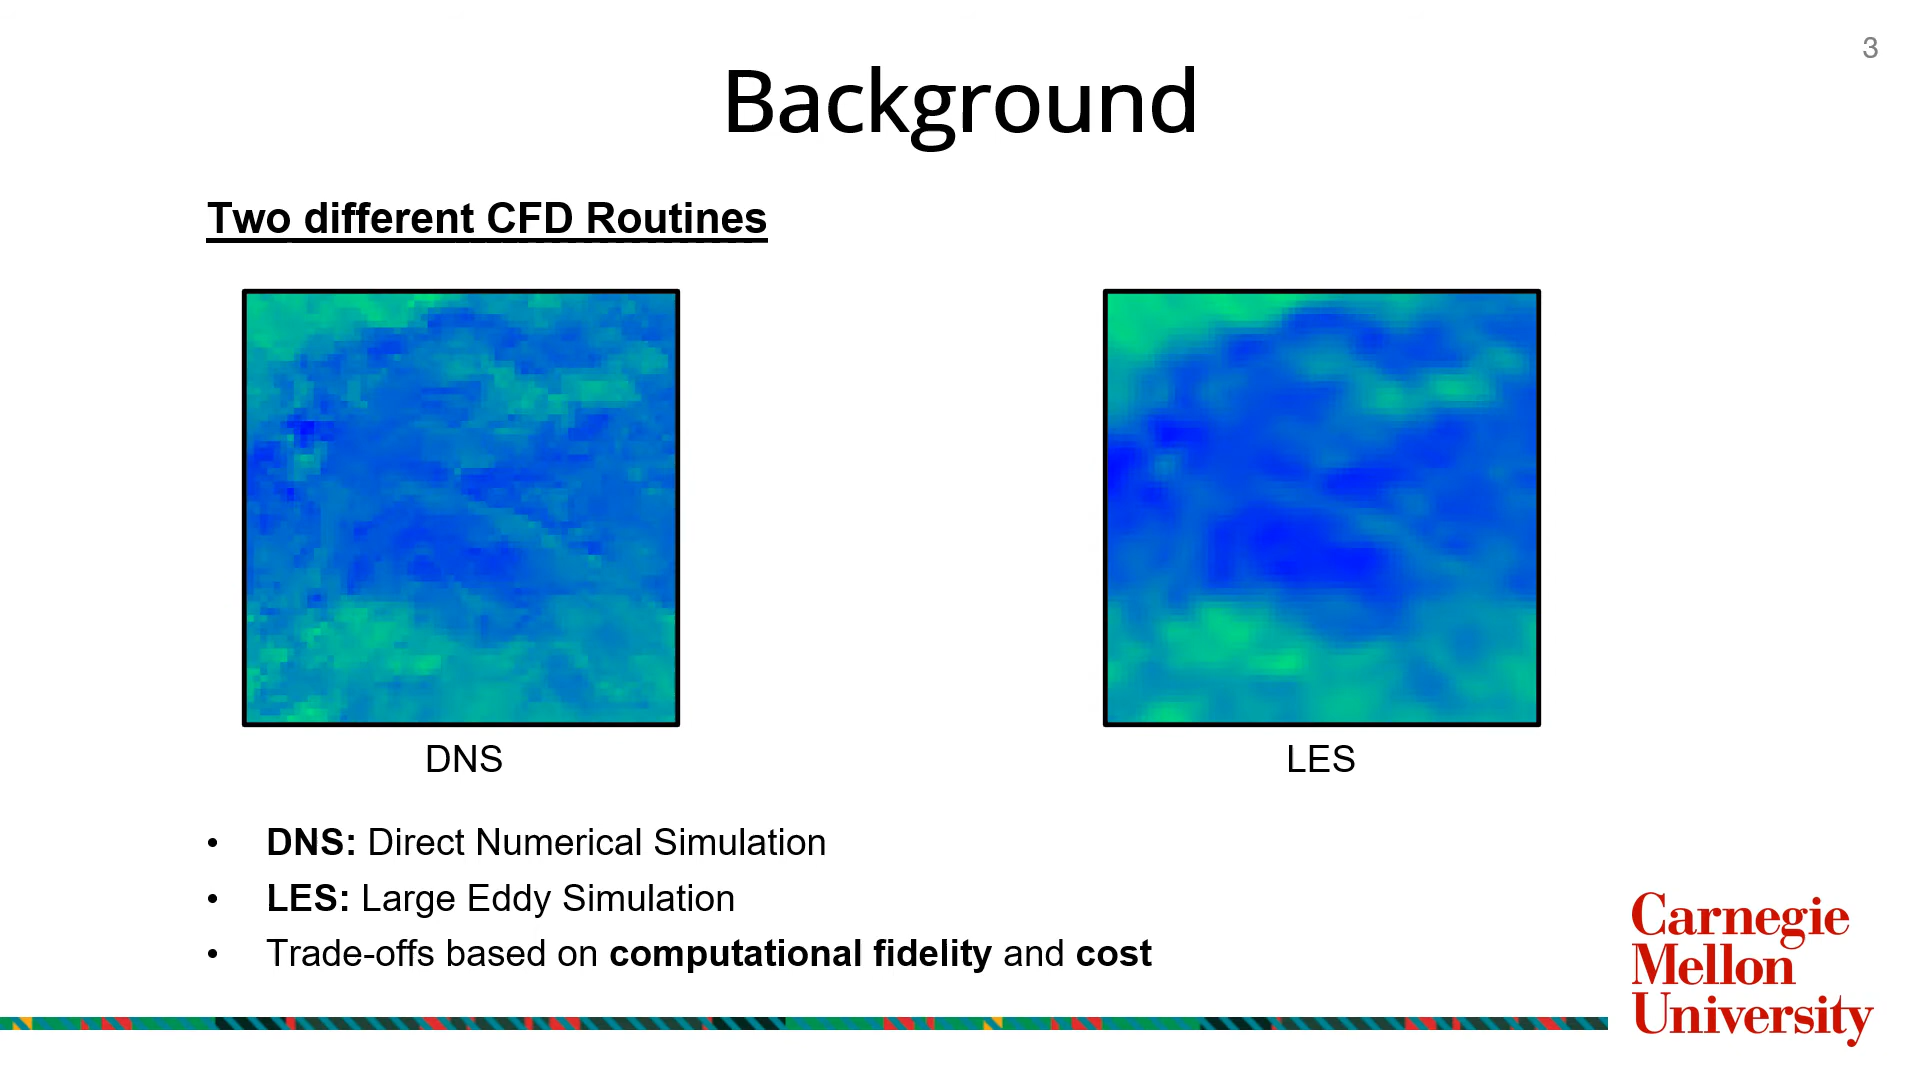 3
Background
Two different CFD Routines
DNS
LES
• DNS: Direct Numerical Simulation
• LES: Large Eddy Simulation
• Trade-offs based on computational fidelity and cost
Carnegie
Mellon
University